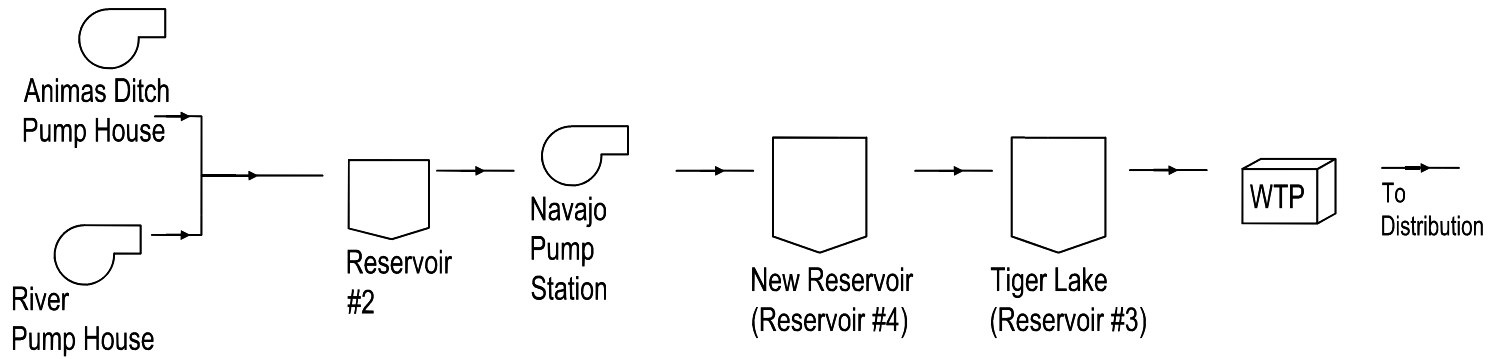 Animas Ditch
Pump House
River
Pump House
Reservoir
#2
Navajo
Pump
Station
New Reservoir
(Reservoir #4)
Tiger Lake
(Reservoir #3)
WTP
To
Distribution